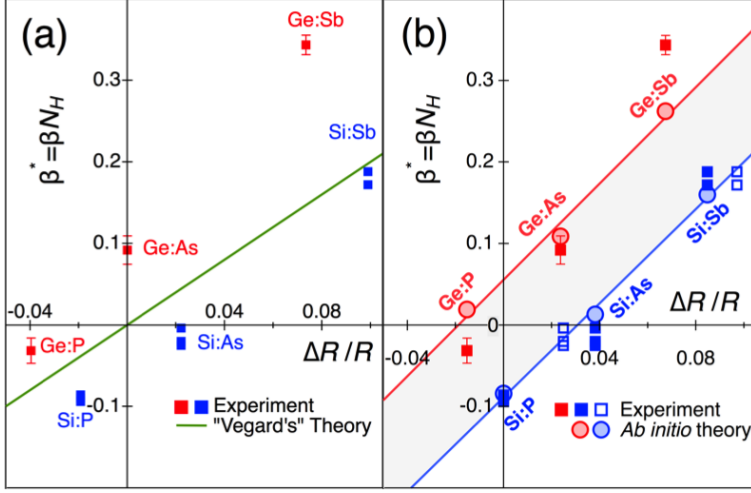 (a)
Ge:Sb
0.3
β*=βN_H
Si:Sb
0.2
0.1
Ge:As
-0.04
0.04
0.08
ΔR/R
Ge:P
Si:As
-0.1
Si:P
Experiment
"Vegard's" Theory
(b)
0.3
β*=βN_H
Ge:Sb
0.2
Ge:As
Si:Sb
0.1
Ge:P
ΔR/R
Si:As
0
-0.04
0.04
0.08
-0.1
Si:P
Experiment
Ab initio theory